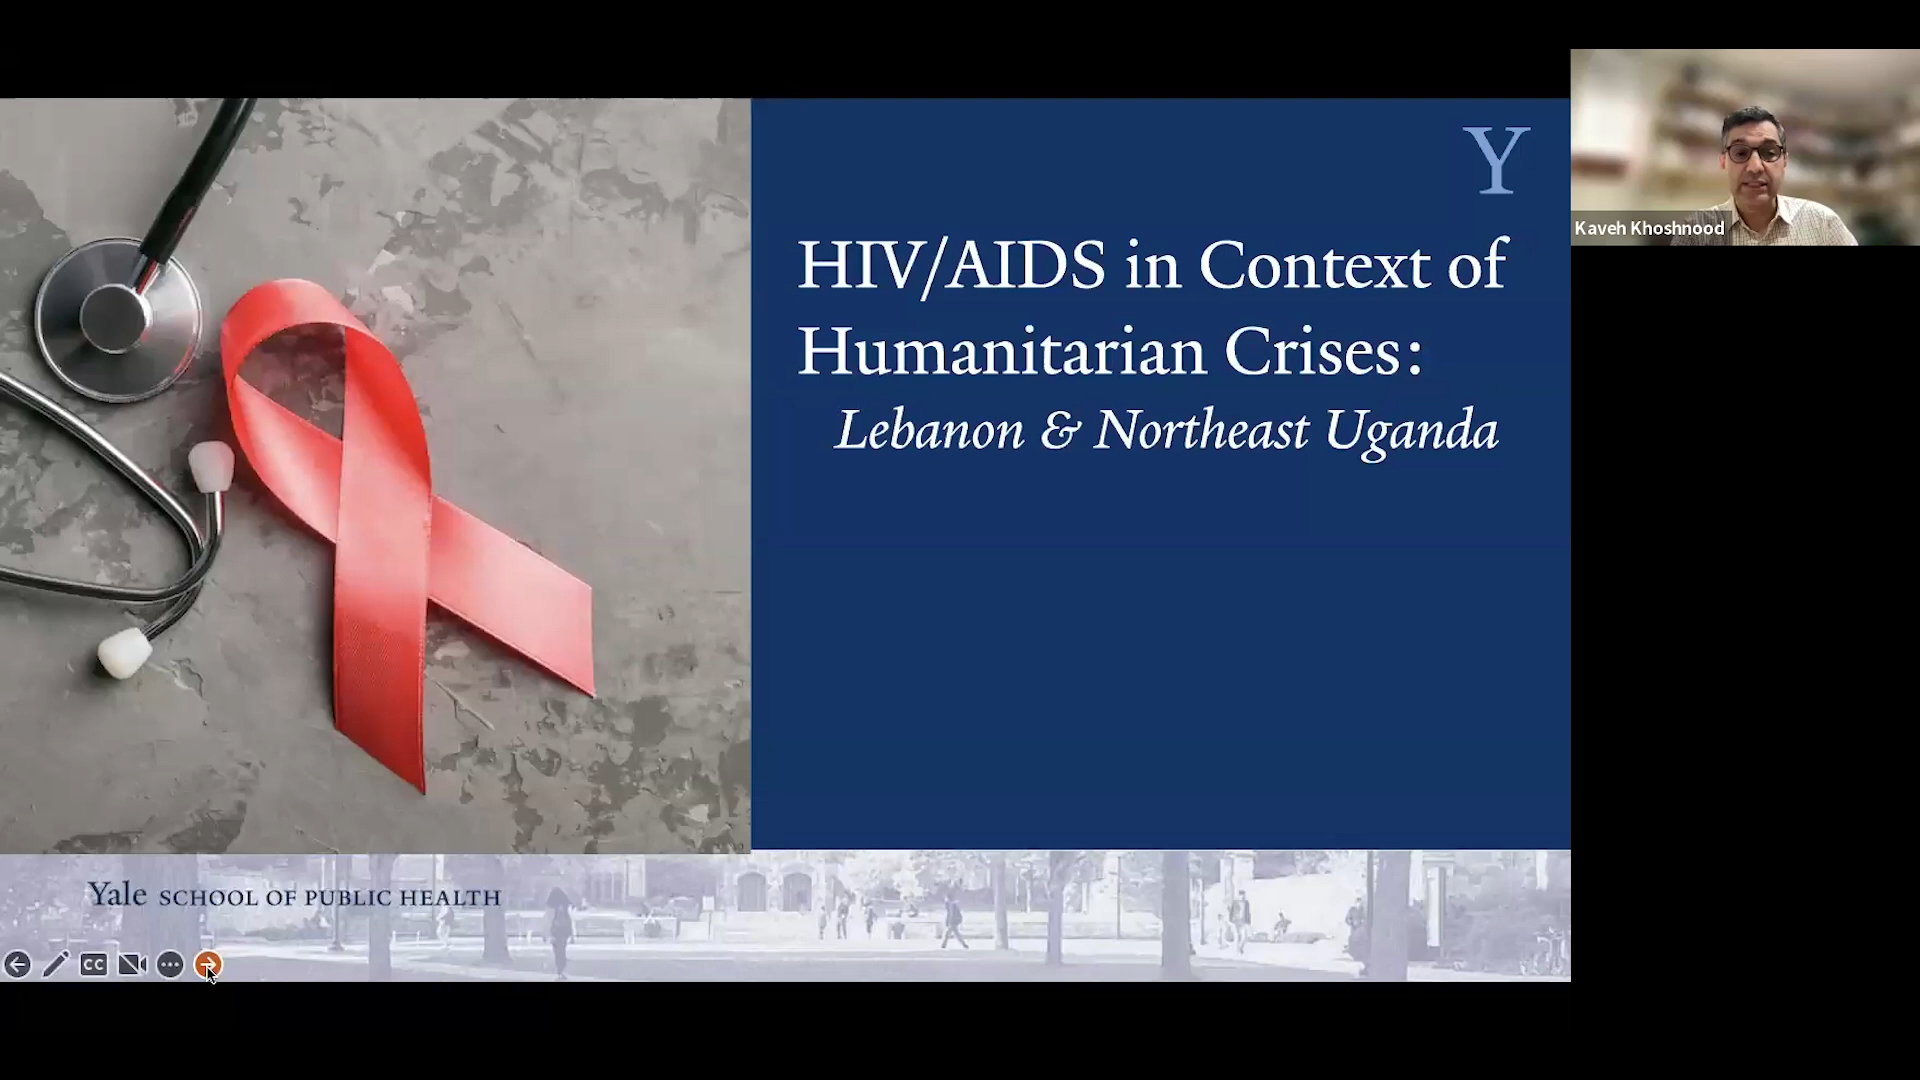 Y
HIV/AIDS in Context of
Humanitarian Crises:
Lebanon & Northeast Uganda
Kaveh Khoshnood
Yale SCHOOL OF PUBLIC HEALTH
CC